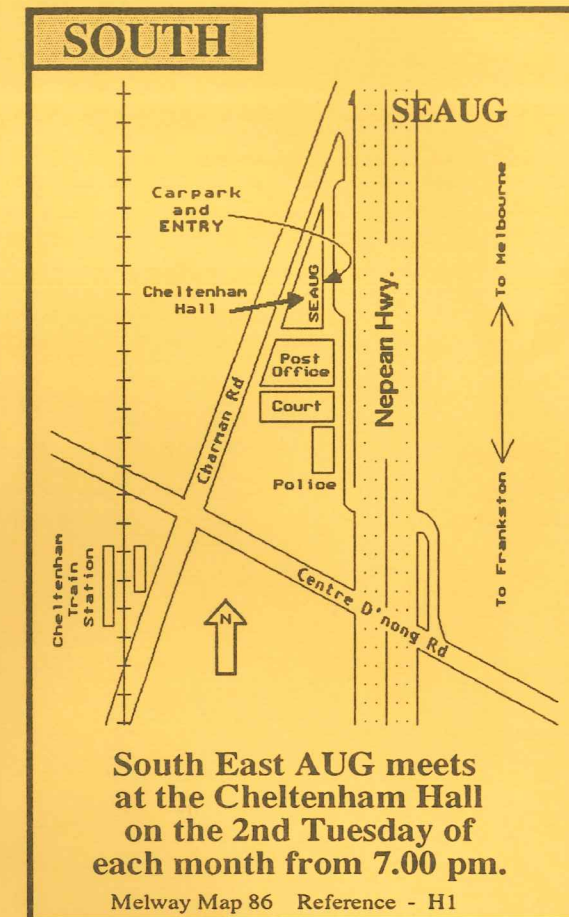 SOUTH
SEAUG
Carpark
and
ENTRY
To Melbourne
Cheltenham
Hall
SEAUG
Nepean Hwy.
Post
Office
Charman Rd
Court
Police
To Frankston
Cheltenham
Train
Station
Centre D'nong Rd
N
South East AUG meets
at the Cheltenham Hall
on the 2nd Tuesday of
each month from 7.00 pm.
Melway Map 86 Reference - H1